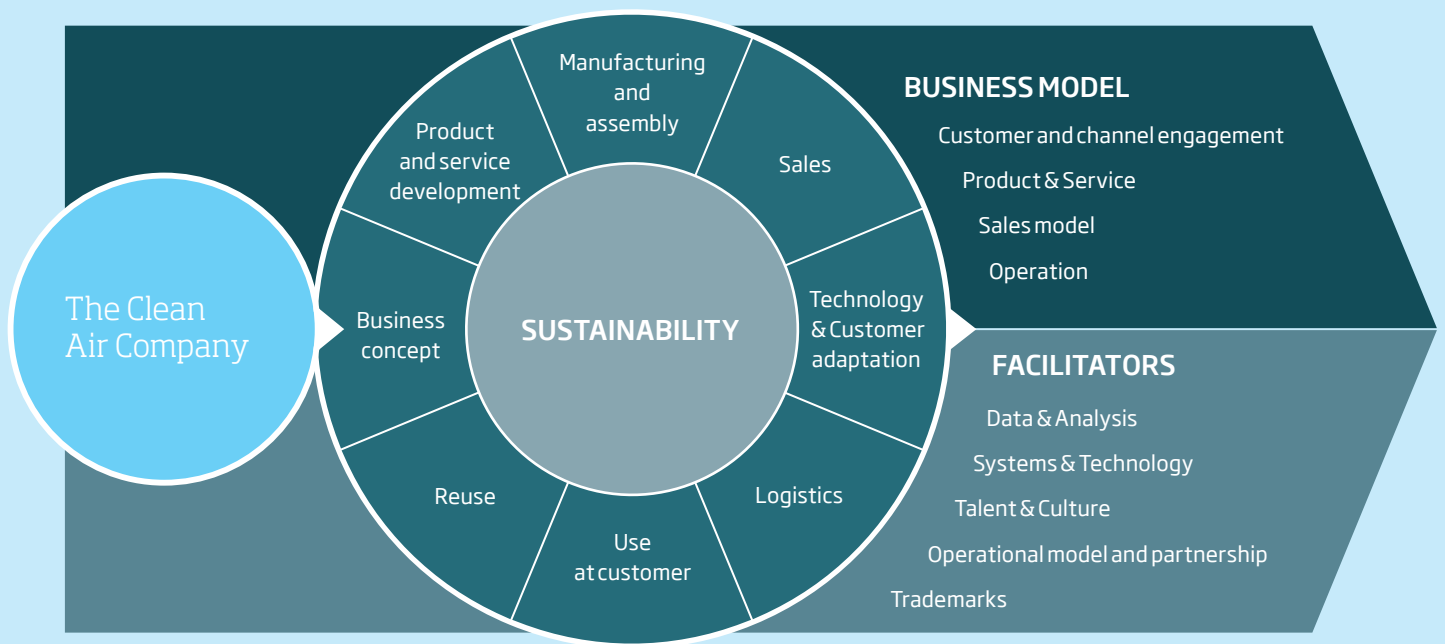 The Clean
Air Company
Business
concept
Product
and service
development
Manufacturing
and
assembly
Sales
Technology
& Customer
adaptation
Logistics
Use
at customer
Reuse
SUSTAINABILITY
BUSINESS MODEL
Customer and channel engagement
Product & Service
Sales model
Operation
FACILITATORS
Data & Analysis
Systems & Technology
Talent & Culture
Operational model and partnership
Trademarks